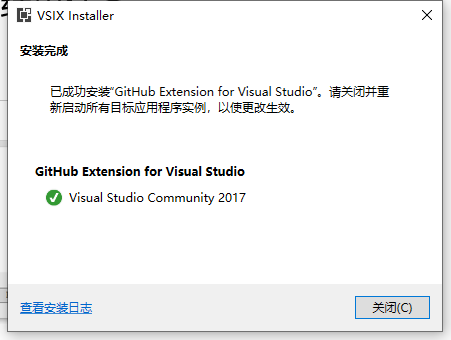 VSIX Installer
安装完成
已成功安装“GitHub Extension for Visual Studio”。请关闭并重
新启动所有目标应用程序实例，以使更改生效。
GitHub Extension for Visual Studio
Visual Studio Community 2017
查看安装日志
关闭(C)